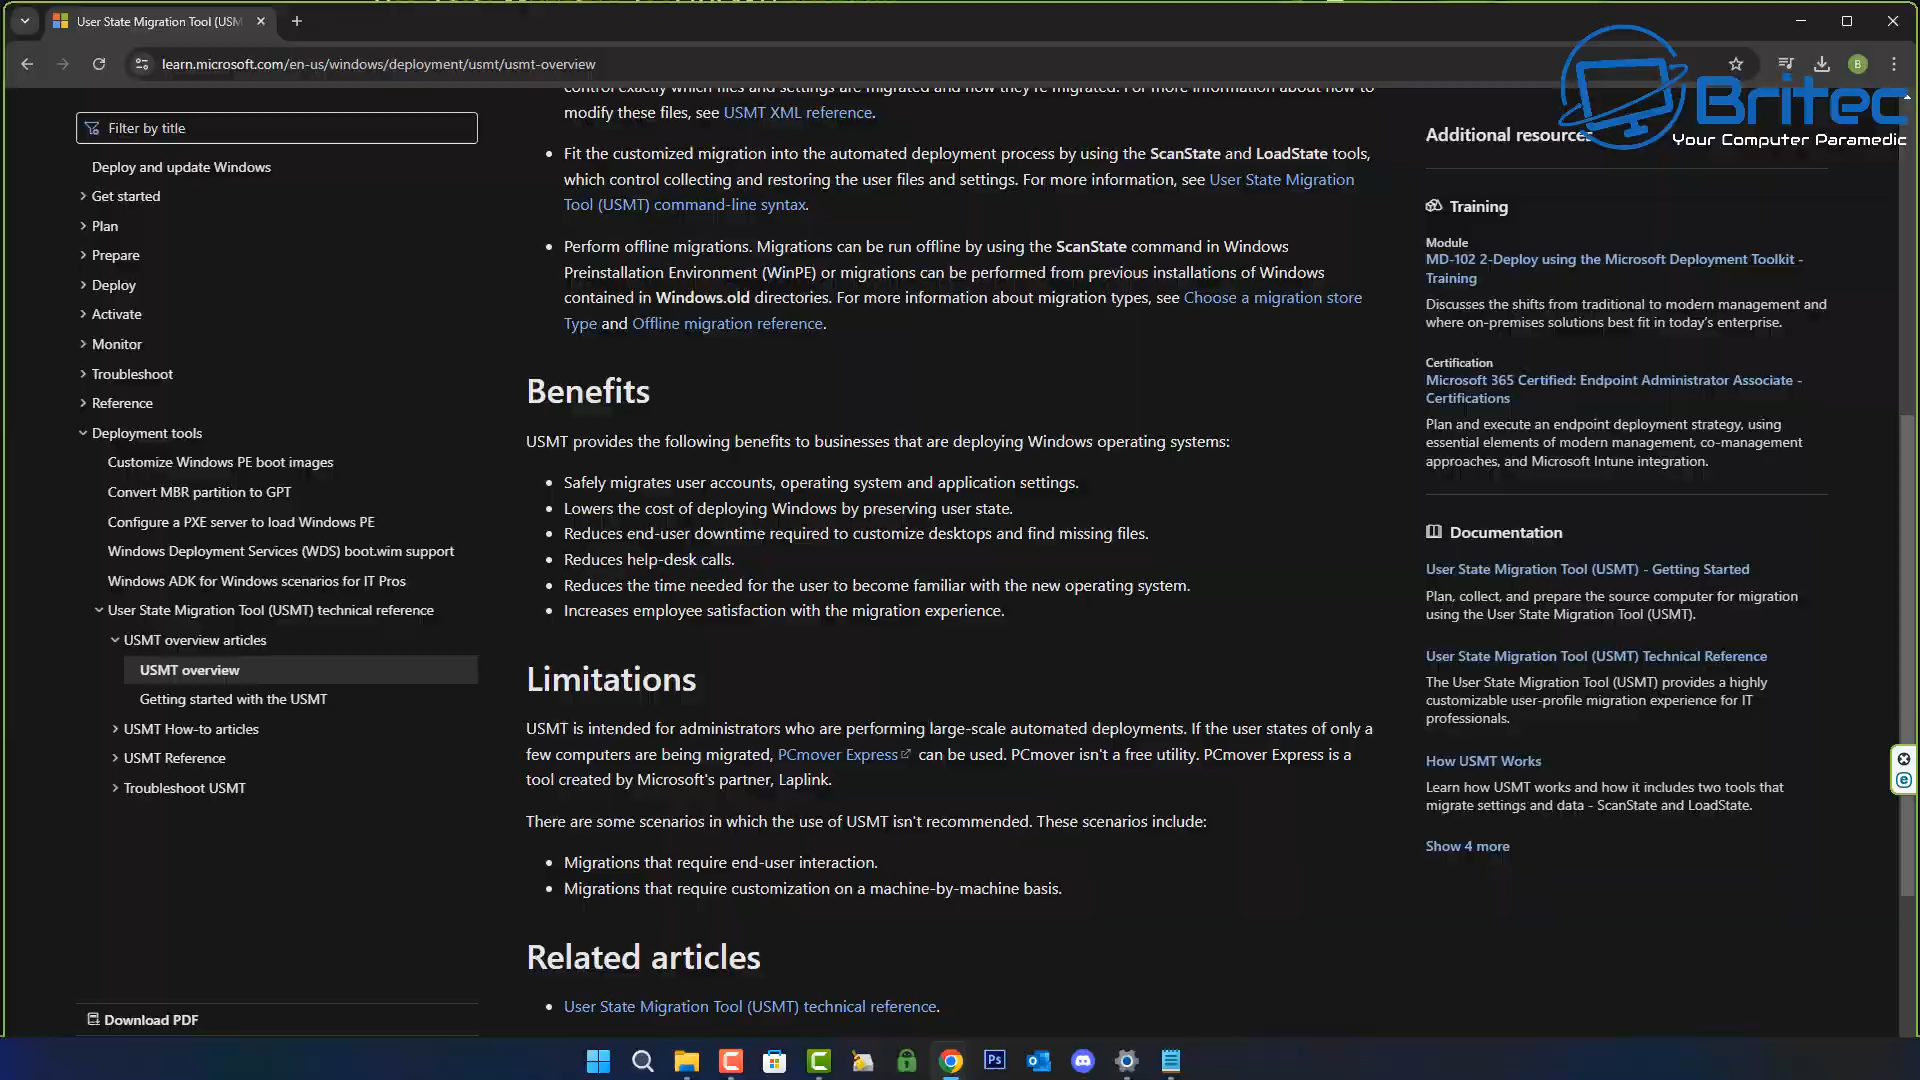 User State Migration Tool (USM
learn.microsoft.com/en-us/windows/deployment/usmt/usmt-overview
B
Britec
Your Computer Paramedic
Filter by title
Deploy and update Windows
Get started
Plan
Prepare
Deploy
Activate
Monitor
Troubleshoot
Reference
Deployment tools
Customize Windows PE boot images
Convert MBR partition to GPT
Configure a PXE server to load Windows PE
Windows Deployment Services (WDS) boot.wim support
Windows ADK for Windows scenarios for IT Pros
User State Migration Tool (USMT) technical reference
USMT overview articles
USMT overview
Getting started with the USMT
USMT How-to articles
USMT Reference
Troubleshoot USMT
Download PDF
control exactly which files and settings are migrated and how they're migrated. For more information about how to
modify these files, see USMT XML reference.
• Fit the customized migration into the automated deployment process by using the ScanState and LoadState tools,
which control collecting and restoring the user files and settings. For more information, see User State Migration
Tool (USMT) command-line syntax.
• Perform offline migrations. Migrations can be run offline by using the ScanState command in Windows
Preinstallation Environment (WinPE) or migrations can be performed from previous installations of Windows
contained in Windows.old directories. For more information about migration types, see Choose a migration store
Type and Offline migration reference.
Benefits
USMT provides the following benefits to businesses that are deploying Windows operating systems:
• Safely migrates user accounts, operating system and application settings.
• Lowers the cost of deploying Windows by preserving user state.
• Reduces end-user downtime required to customize desktops and find missing files.
• Reduces help-desk calls.
• Reduces the time needed for the user to become familiar with the new operating system.
• Increases employee satisfaction with the migration experience.
Limitations
USMT is intended for administrators who are performing large-scale automated deployments. If the user states of only a
few computers are being migrated, PCmover Express can be used. PCmover isn't a free utility. PCmover Express is a
tool created by Microsoft's partner, Laplink.
There are some scenarios in which the use of USMT isn't recommended. These scenarios include:
• Migrations that require end-user interaction.
• Migrations that require customization on a machine-by-machine basis.
Related articles
• User State Migration Tool (USMT) technical reference.
Additional resources
Training
Module
MD-102 2-Deploy using the Microsoft Deployment Toolkit -
Training
Discusses the shifts from traditional to modern management and
where on-premises solutions best fit in today's enterprise.
Certification
Microsoft 365 Certified: Endpoint Administrator Associate -
Certifications
Plan and execute an endpoint deployment strategy, using
essential elements of modern management, co-management
approaches, and Microsoft Intune integration.
Documentation
User State Migration Tool (USMT) - Getting Started
Plan, collect, and prepare the source computer for migration
using the User State Migration Tool (USMT).
User State Migration Tool (USMT) Technical Reference
The User State Migration Tool (USMT) provides a highly
customizable user-profile migration experience for IT
professionals.
How USMT Works
Learn how USMT works and how it includes two tools that
migrate settings and data - ScanState and LoadState.
Show 4 more
Ps